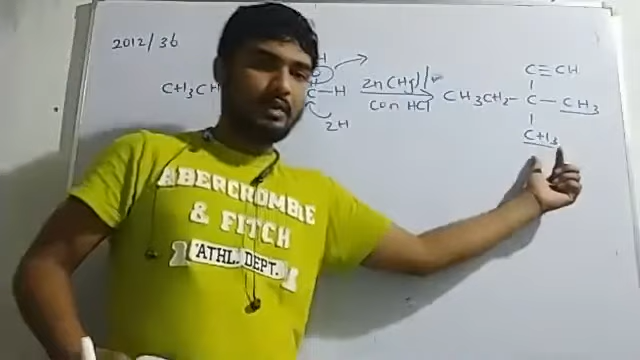 2012/36
C≡CH
CH3CH
C-H
Zn(Hg)/
con HCl
CH3CH2-C-CH3
2H
CH3
ABERCROMBIE
& FITCH
ATHL. DEPT.